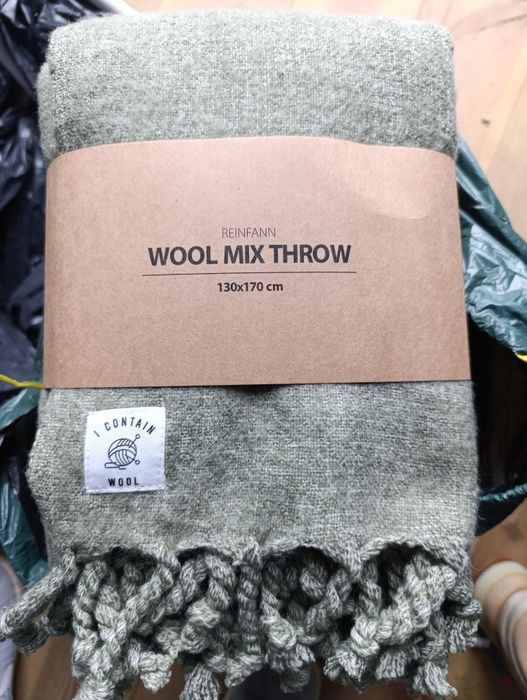 REINFANN
WOOL MIX THROW
130x170 cm
I CONTAIN
WOOL